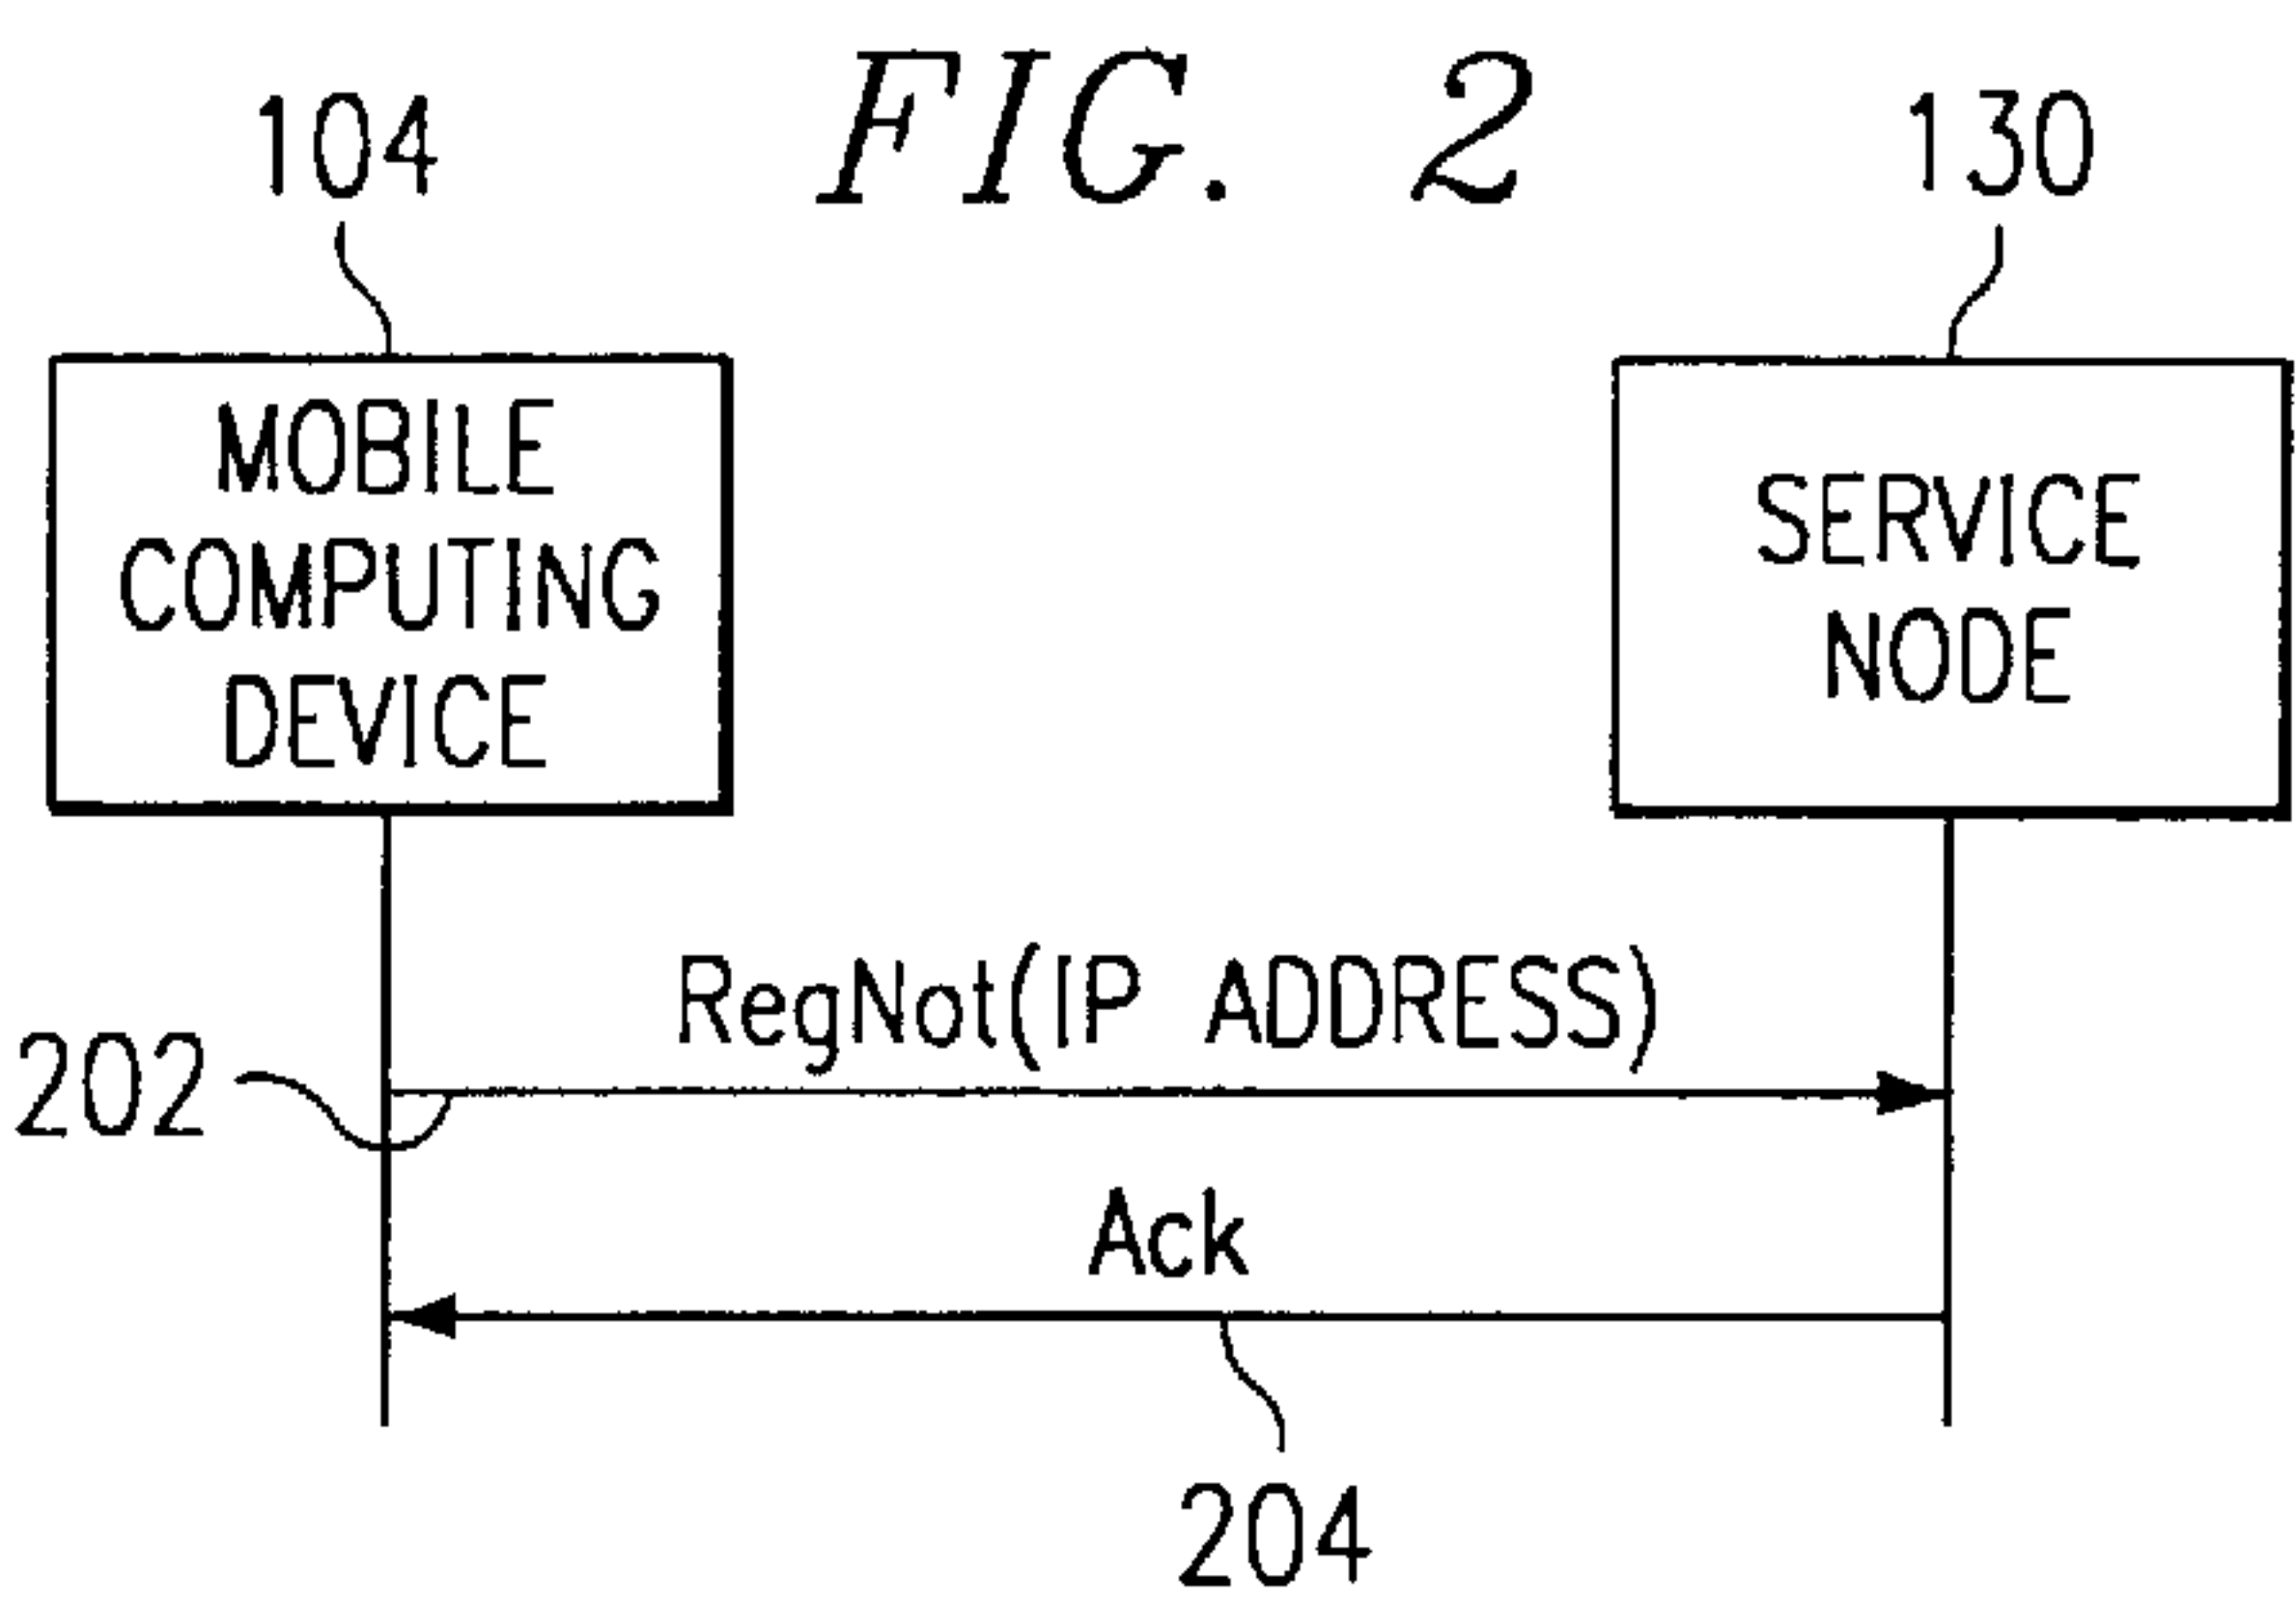 FIG. 2
104
130
MOBILE
COMPUTING
DEVICE
SERVICE
NODE
RegNot(IP ADDRESS)
202
Ack
204